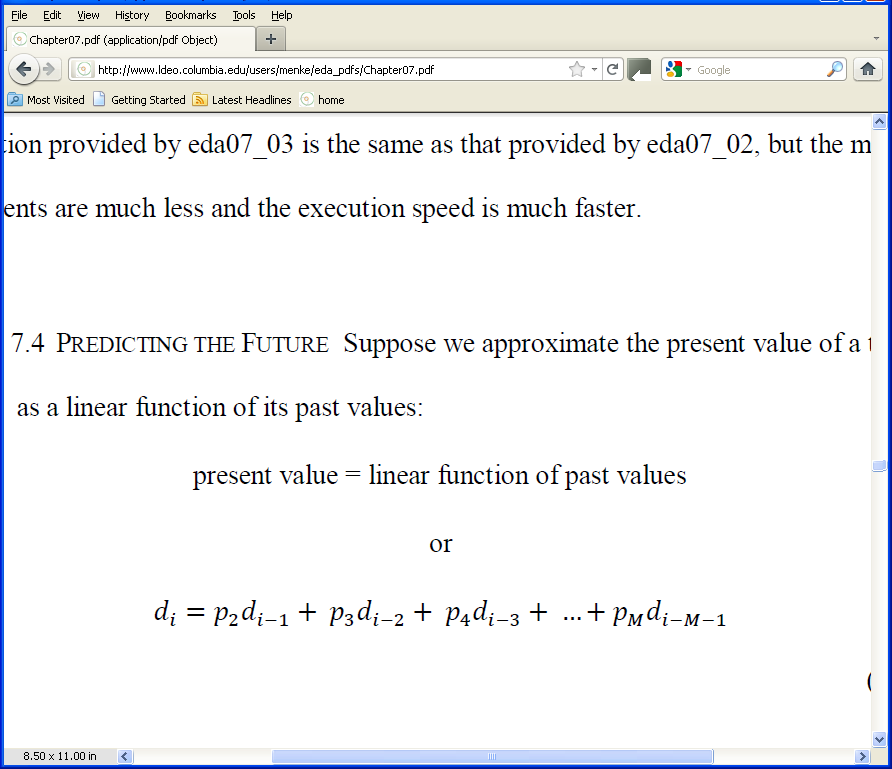 File Edit View History Bookmarks Tools Help
Chapter07.pdf (application/pdf Object) +
http://www.ldeo.columbia.edu/users/menke/eda_pdfs/Chapter07.pdf Google
Most Visited Getting Started Latest Headlines home
tion provided by eda07_03 is the same as that provided by eda07_02, but the m
ents are much less and the execution speed is much faster.
7.4 PREDICTING THE FUTURE Suppose we approximate the present value of a t
as a linear function of its past values:
present value = linear function of past values
or
dᵢ = p₂dᵢ₋₁ + p₃dᵢ₋₂ + p₄dᵢ₋₃ + …+ p_M d_{i−M−1}
(
8.50 x 11.00 in